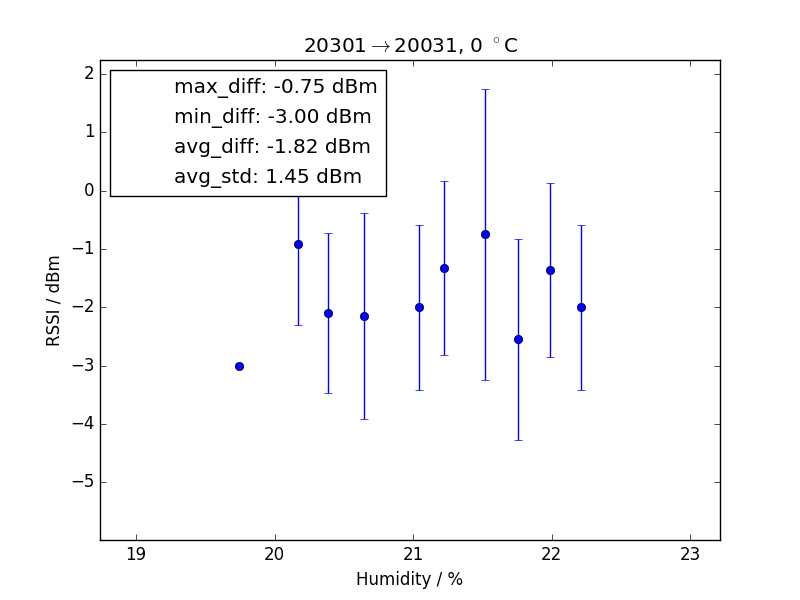 20301→20031, 0 °C
max_diff: -0.75 dBm
min_diff: -3.00 dBm
avg_diff: -1.82 dBm
avg_std: 1.45 dBm
2
1
0
−1
−2
−3
−4
−5
RSSI / dBm
19 20 21 22 23
Humidity / %